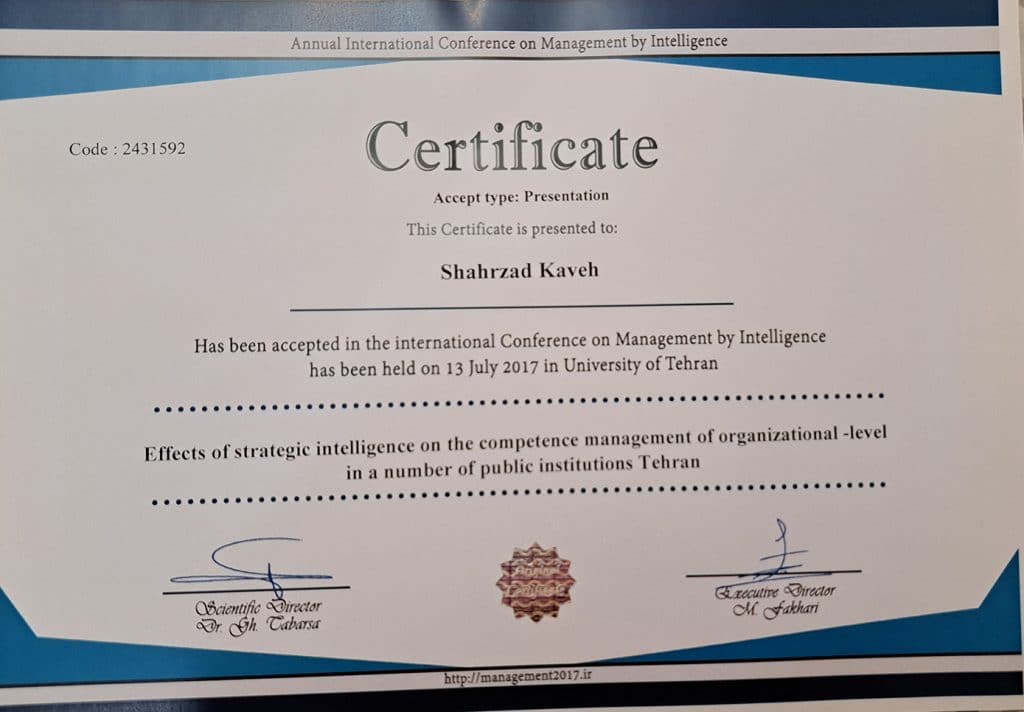 Annual International Conference on Management by Intelligence
Code : 2431592
Certificate
Accept type: Presentation
This Certificate is presented to:
Shahrzad Kaveh
Has been accepted in the international Conference on Management by Intelligence
has been held on 13 July 2017 in University of Tehran
Effects of strategic intelligence on the competence management of organizational -level
in a number of public institutions Tehran
Scientific Director
Dr. Gh. Tabarsa
Certificate
Executive Director
M. Fakhari
http://management2017.ir